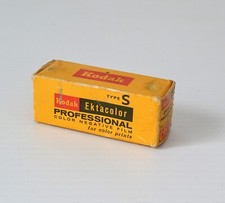 Kodak
TYPE S
Kodak Ektacolor
PROFESSIONAL
COLOR NEGATIVE FILM
for color prints